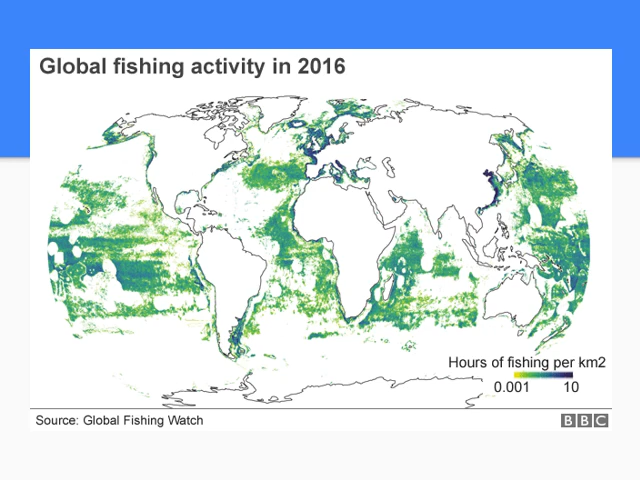 Global fishing activity in 2016
Hours of fishing per km2
0.001 10
Source: Global Fishing Watch
BBC